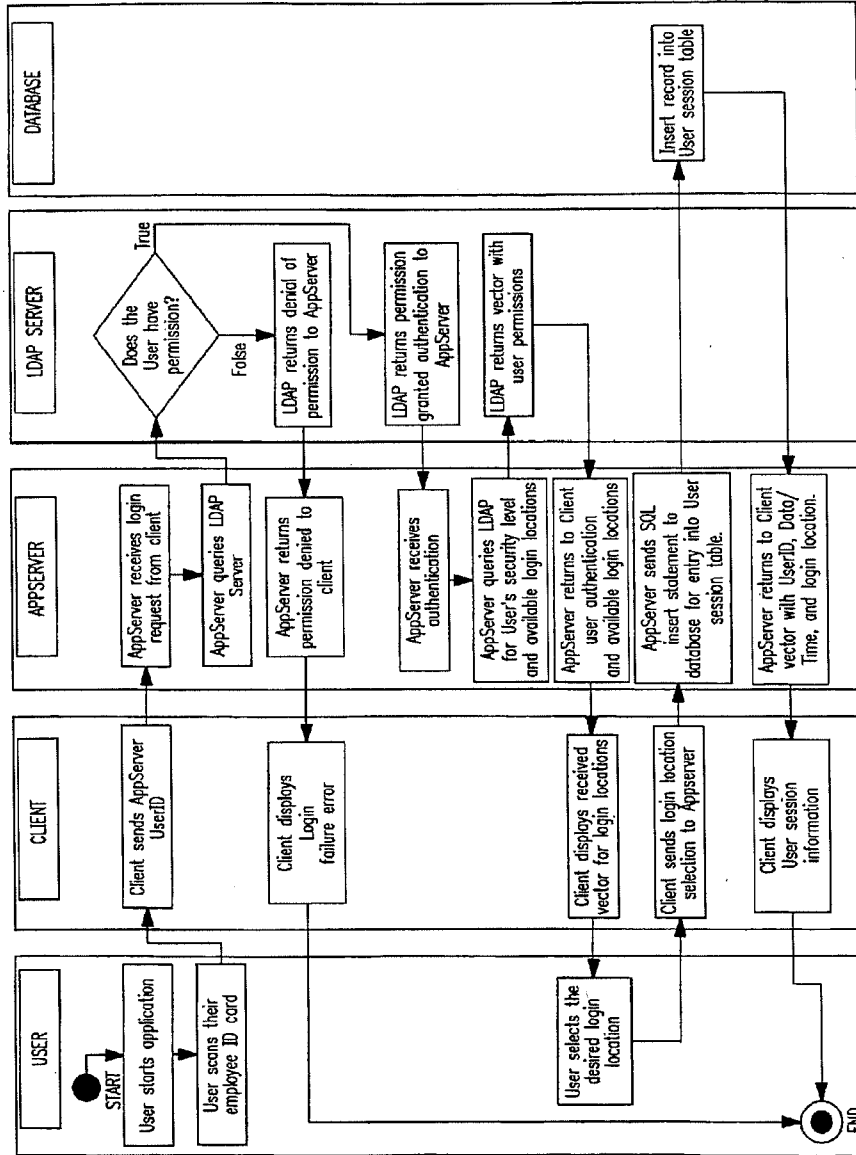 USER
START
User starts application
User scans their
employee ID card
User selects the
desired login
location
END
CLIENT
Client sends AppServer
UserID
Client displays
Login
failure error
Client displays received
vector for login locations
Client sends login location
selection to Appserver
Client displays
User session
information
APPSERVER
AppServer receives login
request from client
AppServer queries LDAP
Server
AppServer returns
permission denied to
client
AppServer receives
authentication
AppServer queries LDAP
for User's security level
and available login locations
AppServer returns to Client
user authentication
and available login locations
AppServer sends SQL
insert statement to
database for entry into User
session table.
AppServer returns to Client
vector with UserID, Data/
Time, and login location.
LDAP SERVER
Does the
User have
permission?
True
False
LDAP returns denial of
permission to AppServer
LDAP returns permission
granted authentication to
AppServer
LDAP returns vector with
user permissions
DATABASE
Insert record into
User session table